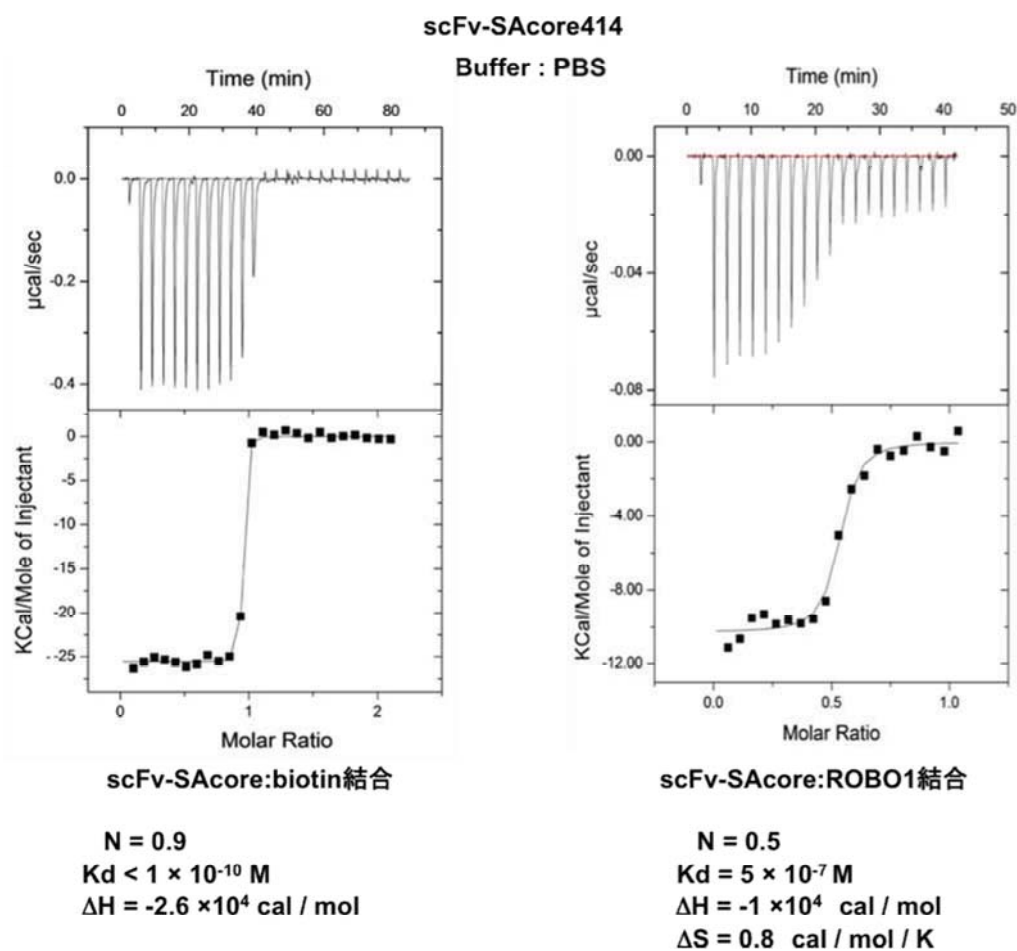 scFv-SAcore414
Buffer : PBS
Time (min)
0 20 40 60 80
0.0
-0.2
-0.4
µcal/sec
0
-5
-10
-15
-20
-25
KCal/Mole of Injectant
0 1 2
Molar Ratio
scFv-SAcore:biotin結合
N = 0.9
Kd < 1 × 10⁻¹⁰ M
ΔH = -2.6 ×10⁴ cal / mol
Time (min)
0 10 20 30 40 50
0.00
-0.04
-0.08
µcal/sec
0.00
-4.00
-8.00
-12.00
KCal/Mole of Injectant
0.0 0.5 1.0
Molar Ratio
scFv-SAcore:ROBO1結合
N = 0.5
Kd = 5 × 10⁻⁷ M
ΔH = -1 ×10⁴ cal / mol
ΔS = 0.8 cal / mol / K